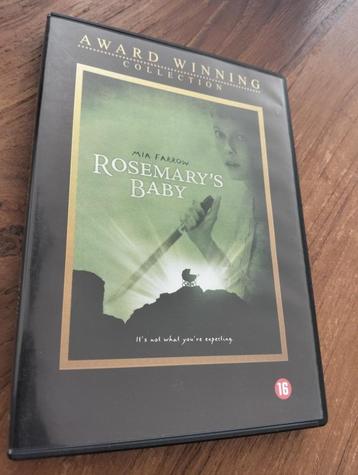 AWARD WINNING
COLLECTION
MIA FARROW
ROSEMARY'S
BABY
It's not what you're expecting.
16